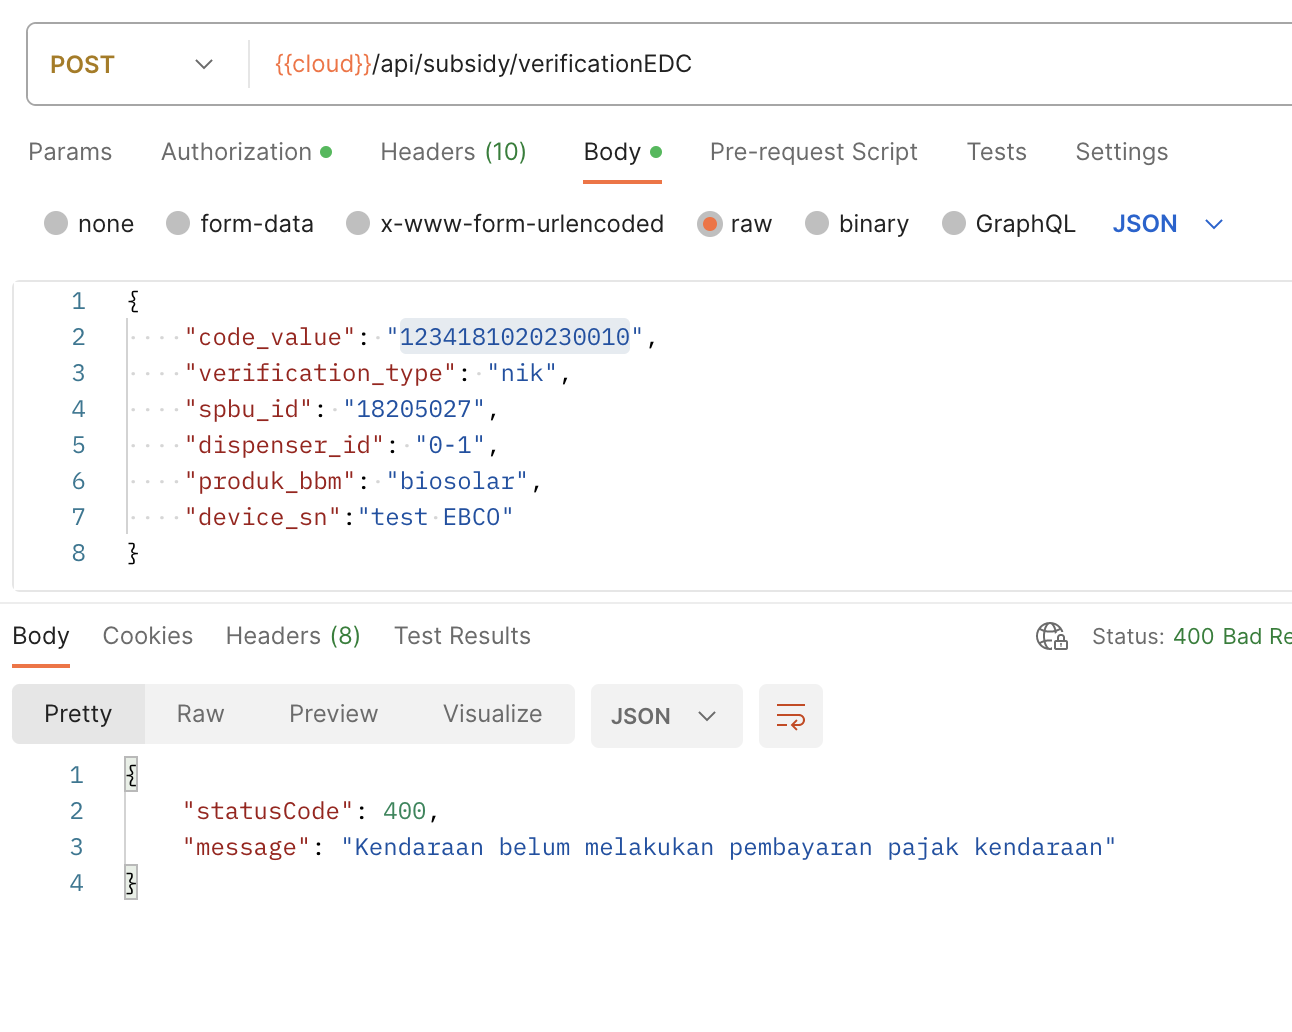 POST {{cloud}}/api/subsidy/verificationEDC
Params Authorization Headers (10) Body Pre-request Script Tests Settings
none form-data x-www-form-urlencoded raw binary GraphQL JSON
1 {
2 "code_value": "1234181020230010",
3 "verification_type": "nik",
4 "spbu_id": "18205027",
5 "dispenser_id": "0-1",
6 "produk_bbm": "biosolar",
7 "device_sn":"test EBCO"
8 }
Body Cookies Headers (8) Test Results Status: 400 Bad Re
Pretty Raw Preview Visualize JSON
1 {
2 "statusCode": 400,
3 "message": "Kendaraan belum melakukan pembayaran pajak kendaraan"
4 }